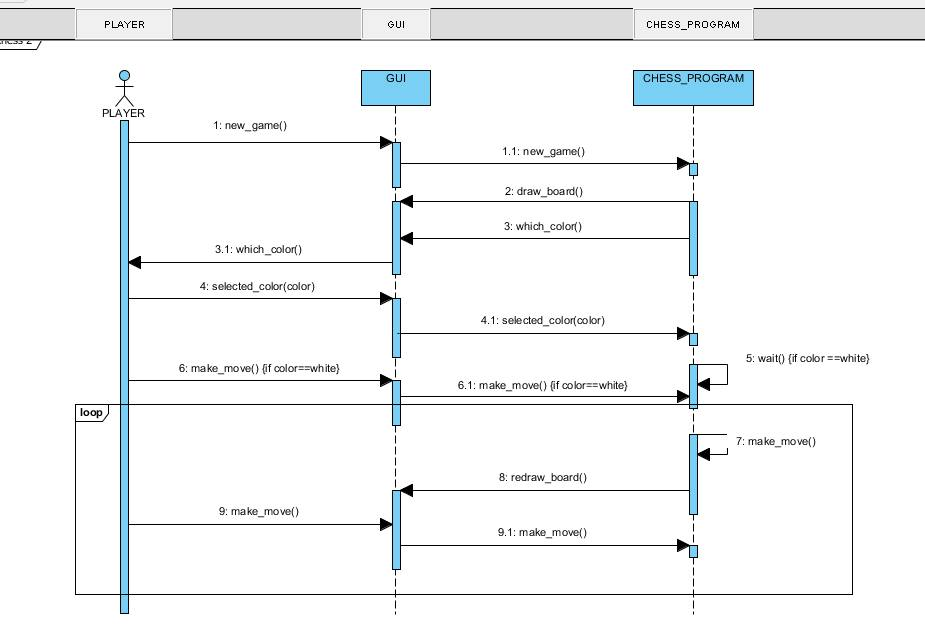 PLAYER
GUI
CHESS_PROGRAM
GUI
CHESS_PROGRAM
PLAYER
1: new_game()
1.1: new_game()
2: draw_board()
3: which_color()
3.1: which_color()
4: selected_color(color)
4.1: selected_color(color)
5: wait() {if color ==white}
6: make_move() {if color==white}
6.1: make_move() {if color==white}
loop
7: make_move()
8: redraw_board()
9: make_move()
9.1: make_move()